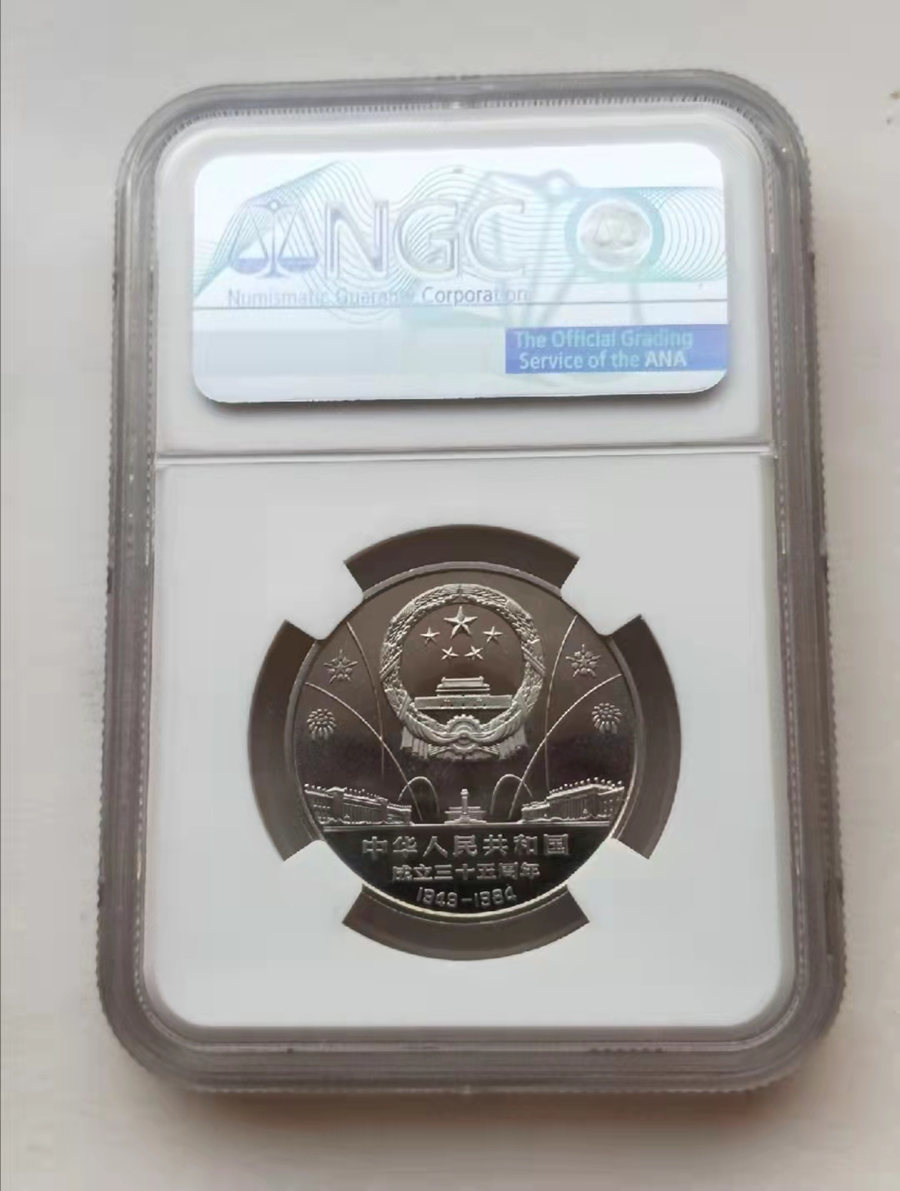 NGC
Numismatic Guaranty Corporation
The Official Grading
Service of the ANA
中华人民共和国
成立三十五周年
1949-1984